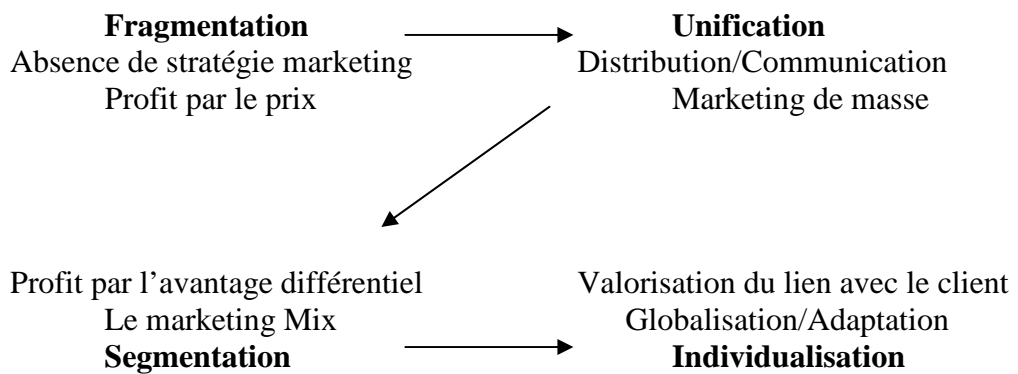 Fragmentation
Absence de stratégie marketing
Profit par le prix
Unification
Distribution/Communication
Marketing de masse
Profit par l’avantage différentiel
Le marketing Mix
Segmentation
Valorisation du lien avec le client
Globalisation/Adaptation
Individualisation